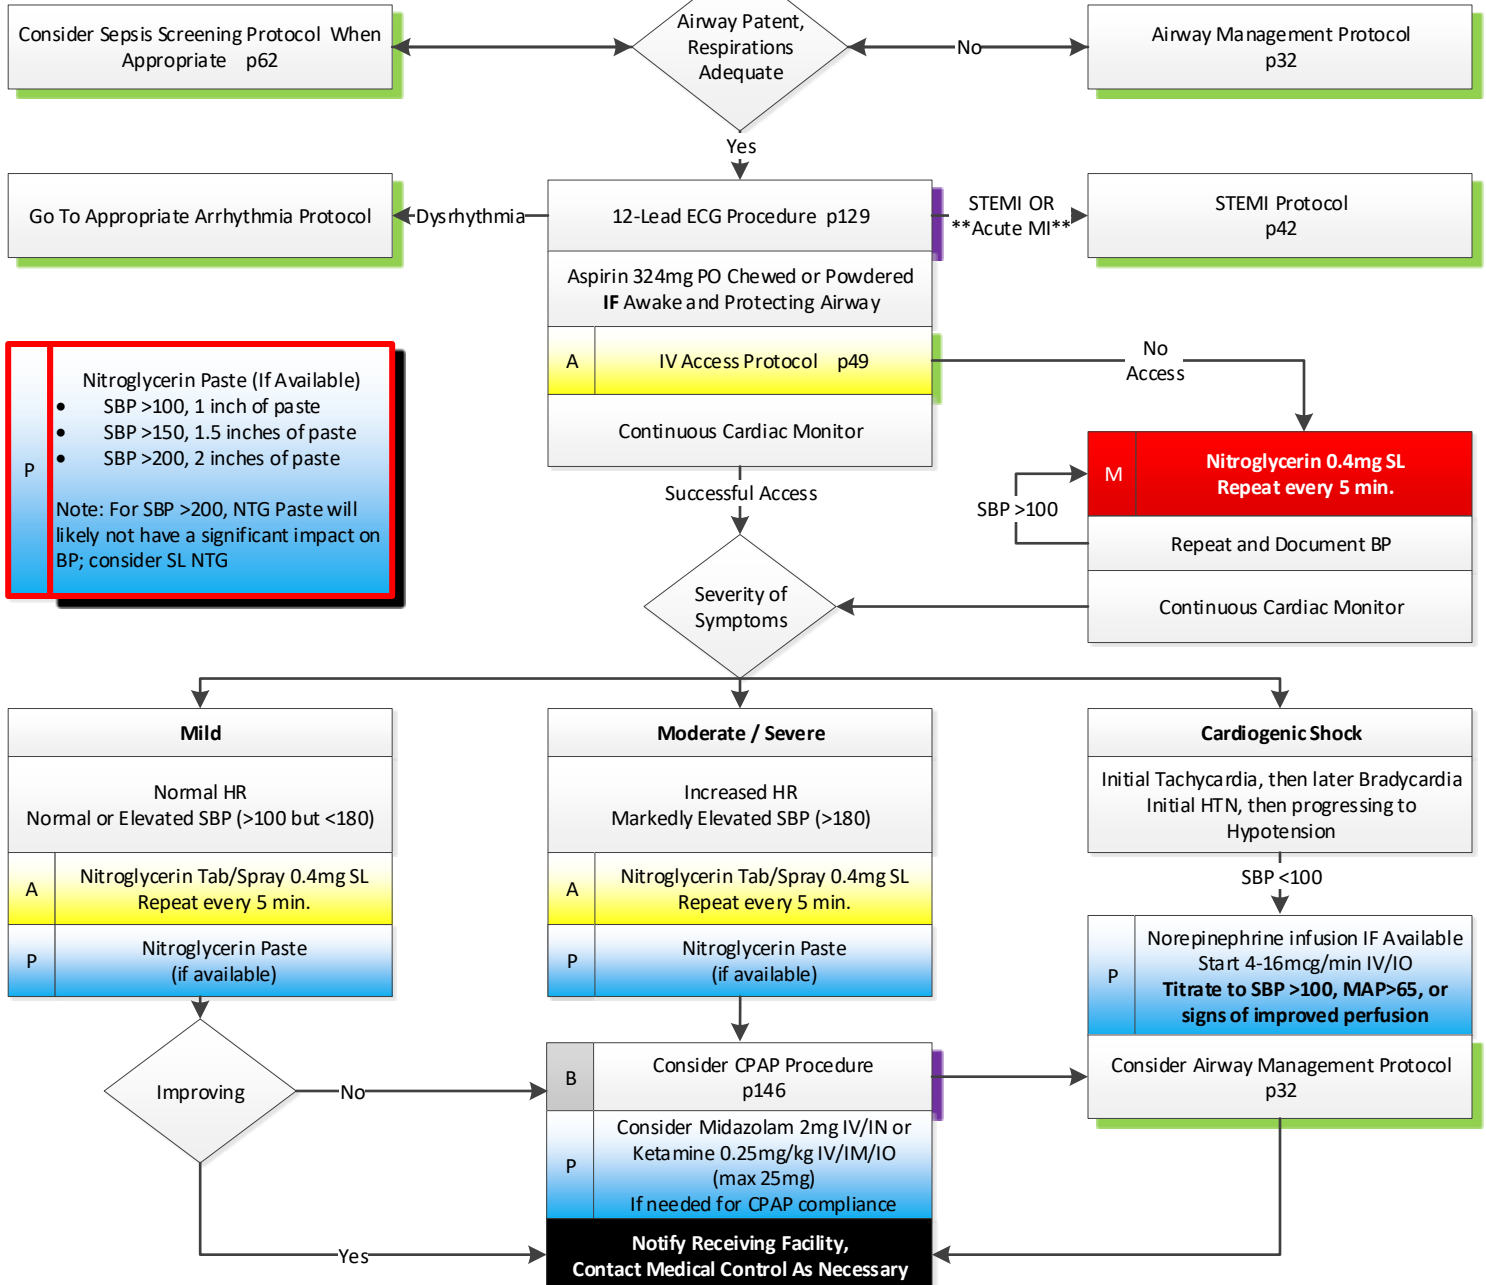 Consider Sepsis Screening Protocol When
Appropriate p62
Airway Patent,
Respirations
Adequate
No
Airway Management Protocol
p32
Yes
Go To Appropriate Arrhythmia Protocol
Dysrhythmia
12-Lead ECG Procedure p129
STEMI OR
**Acute MI**
STEMI Protocol
p42
Aspirin 324mg PO Chewed or Powdered
IF Awake and Protecting Airway
A
IV Access Protocol p49
No
Access
Continuous Cardiac Monitor
P
Nitroglycerin Paste (If Available)
• SBP >100, 1 inch of paste
• SBP >150, 1.5 inches of paste
• SBP >200, 2 inches of paste
Note: For SBP >200, NTG Paste will
likely not have a significant impact on
BP; consider SL NTG
Successful Access
M
Nitroglycerin 0.4mg SL
Repeat every 5 min.
SBP >100
Repeat and Document BP
Continuous Cardiac Monitor
Severity of
Symptoms
Mild
Normal HR
Normal or Elevated SBP (>100 but <180)
A
Nitroglycerin Tab/Spray 0.4mg SL
Repeat every 5 min.
P
Nitroglycerin Paste
(if available)
Improving
No
Yes
Moderate / Severe
Increased HR
Markedly Elevated SBP (>180)
A
Nitroglycerin Tab/Spray 0.4mg SL
Repeat every 5 min.
P
Nitroglycerin Paste
(if available)
B
Consider CPAP Procedure
p146
P
Consider Midazolam 2mg IV/IN or
Ketamine 0.25mg/kg IV/IM/IO
(max 25mg)
If needed for CPAP compliance
Cardiogenic Shock
Initial Tachycardia, then later Bradycardia
Initial HTN, then progressing to
Hypotension
SBP <100
P
Norepinephrine infusion IF Available
Start 4-16mcg/min IV/IO
Titrate to SBP >100, MAP>65, or
signs of improved perfusion
Consider Airway Management Protocol
p32
Notify Receiving Facility,
Contact Medical Control As Necessary